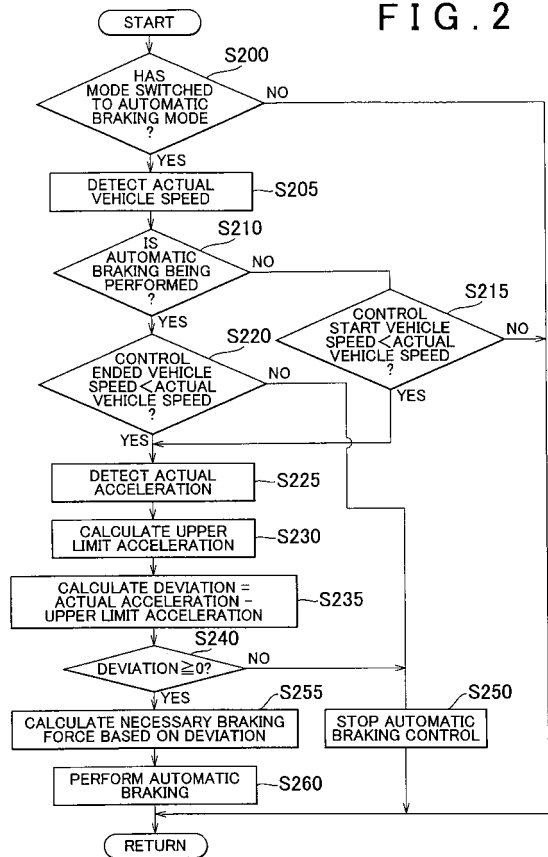 FIG. 2
START
S200
HAS
MODE SWITCHED
TO AUTOMATIC
BRAKING MODE
?
NO
YES
DETECT ACTUAL
VEHICLE SPEED
S205
S210
IS
AUTOMATIC
BRAKING BEING
PERFORMED
?
NO
YES
S215
CONTROL
START VEHICLE
SPEED<ACTUAL
VEHICLE SPEED
?
NO
YES
S220
CONTROL
ENDED VEHICLE
SPEED<ACTUAL
VEHICLE SPEED
?
NO
YES
DETECT ACTUAL
ACCELERATION
S225
CALCULATE UPPER
LIMIT ACCELERATION
S230
CALCULATE DEVIATION =
ACTUAL ACCELERATION –
UPPER LIMIT ACCELERATION
S235
S240
DEVIATION≧0?
NO
YES
S255
CALCULATE NECESSARY BRAKING
FORCE BASED ON DEVIATION
S250
STOP AUTOMATIC
BRAKING CONTROL
PERFORM AUTOMATIC
BRAKING
S260
RETURN